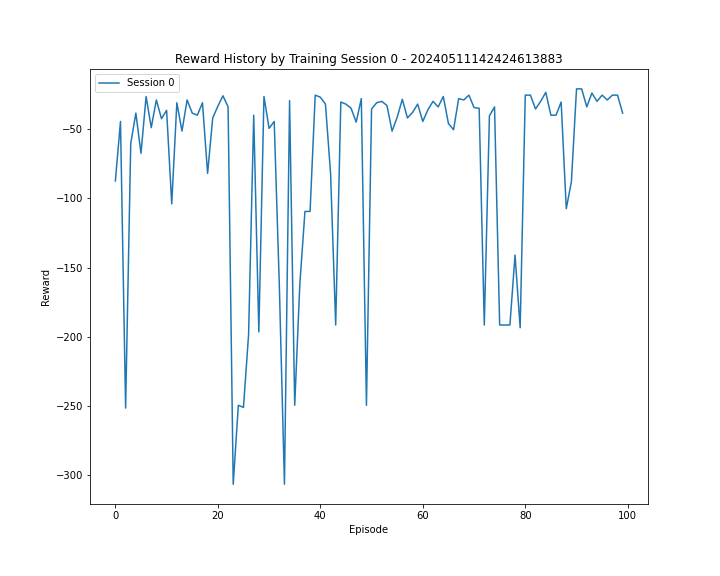 Reward History by Training Session 0 - 20240511142424613883
Session 0
−50
−100
−150
−200
−250
−300
Reward
0 20 40 60 80 100
Episode